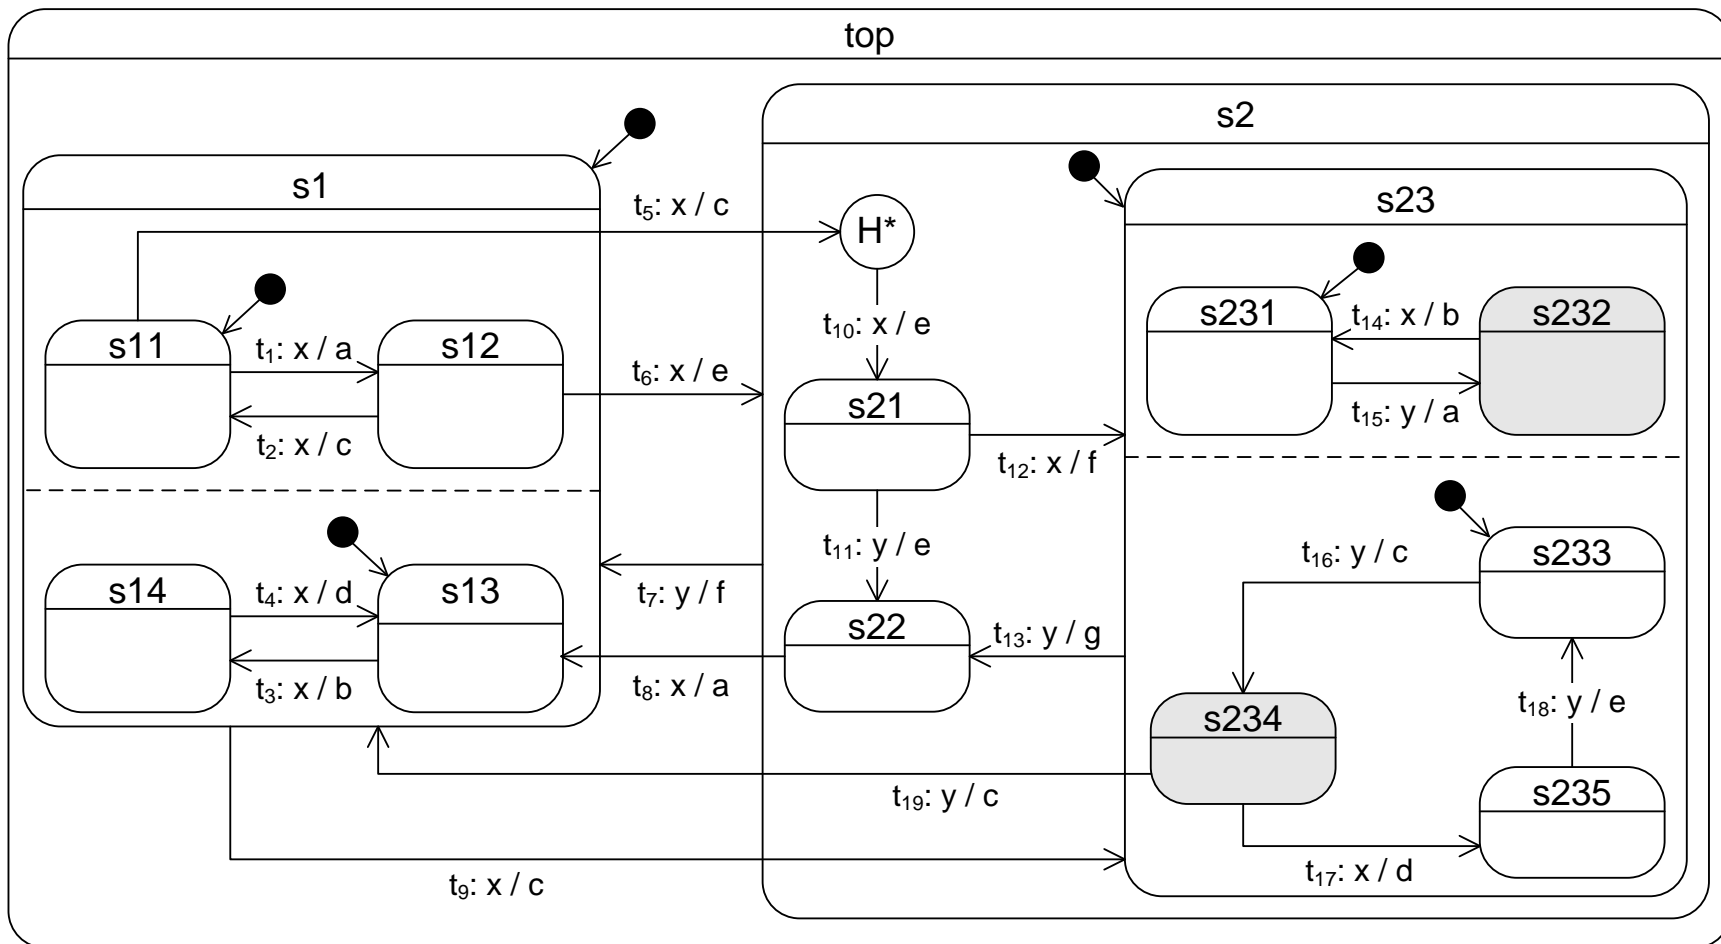 top
s2
s1
s23
t5: x / c
H*
s11
s12
s231
s232
t1: x / a
t10: x / e
t14: x / b
t6: x / e
s21
t2: x / c
t15: y / a
t12: x / f
t11: y / e
t16: y / c
s233
s14
s13
t4: x / d
t7: y / f
s22
t13: y / g
t3: x / b
t8: x / a
s234
t18: y / e
t19: y / c
s235
t9: x / c
t17: x / d